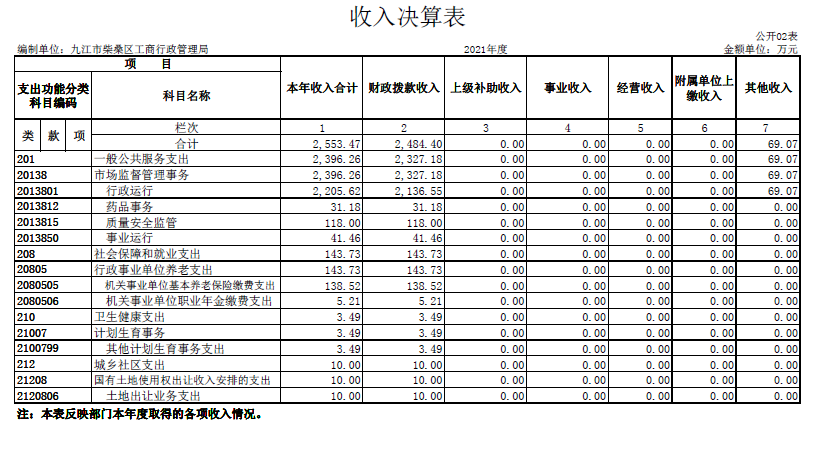 收入决算表
公开02表
编制单位：九江市柴桑区工商行政管理局 2021年度 金额单位：万元
项 目 本年收入合计 财政拨款收入 上级补助收入 事业收入 经营收入 附属单位上缴收入 其他收入
支出功能分类科目编码 科目名称
类 款 项 栏次 1 2 3 4 5 6 7
合计 2,553.47 2,484.40 0.00 0.00 0.00 0.00 69.07
201 一般公共服务支出 2,396.26 2,327.18 0.00 0.00 0.00 0.00 69.07
20138 市场监督管理事务 2,396.26 2,327.18 0.00 0.00 0.00 0.00 69.07
2013801 行政运行 2,205.62 2,136.55 0.00 0.00 0.00 0.00 69.07
2013812 药品事务 31.18 31.18 0.00 0.00 0.00 0.00 0.00
2013815 质量安全监管 118.00 118.00 0.00 0.00 0.00 0.00 0.00
2013850 事业运行 41.46 41.46 0.00 0.00 0.00 0.00 0.00
208 社会保障和就业支出 143.73 143.73 0.00 0.00 0.00 0.00 0.00
20805 行政事业单位养老支出 143.73 143.73 0.00 0.00 0.00 0.00 0.00
2080505 机关事业单位基本养老保险缴费支出 138.52 138.52 0.00 0.00 0.00 0.00 0.00
2080506 机关事业单位职业年金缴费支出 5.21 5.21 0.00 0.00 0.00 0.00 0.00
210 卫生健康支出 3.49 3.49 0.00 0.00 0.00 0.00 0.00
21007 计划生育事务 3.49 3.49 0.00 0.00 0.00 0.00 0.00
2100799 其他计划生育事务支出 3.49 3.49 0.00 0.00 0.00 0.00 0.00
212 城乡社区支出 10.00 10.00 0.00 0.00 0.00 0.00 0.00
21208 国有土地使用权出让收入安排的支出 10.00 10.00 0.00 0.00 0.00 0.00 0.00
2120806 土地出让业务支出 10.00 10.00 0.00 0.00 0.00 0.00 0.00
注：本表反映部门本年度取得的各项收入情况。